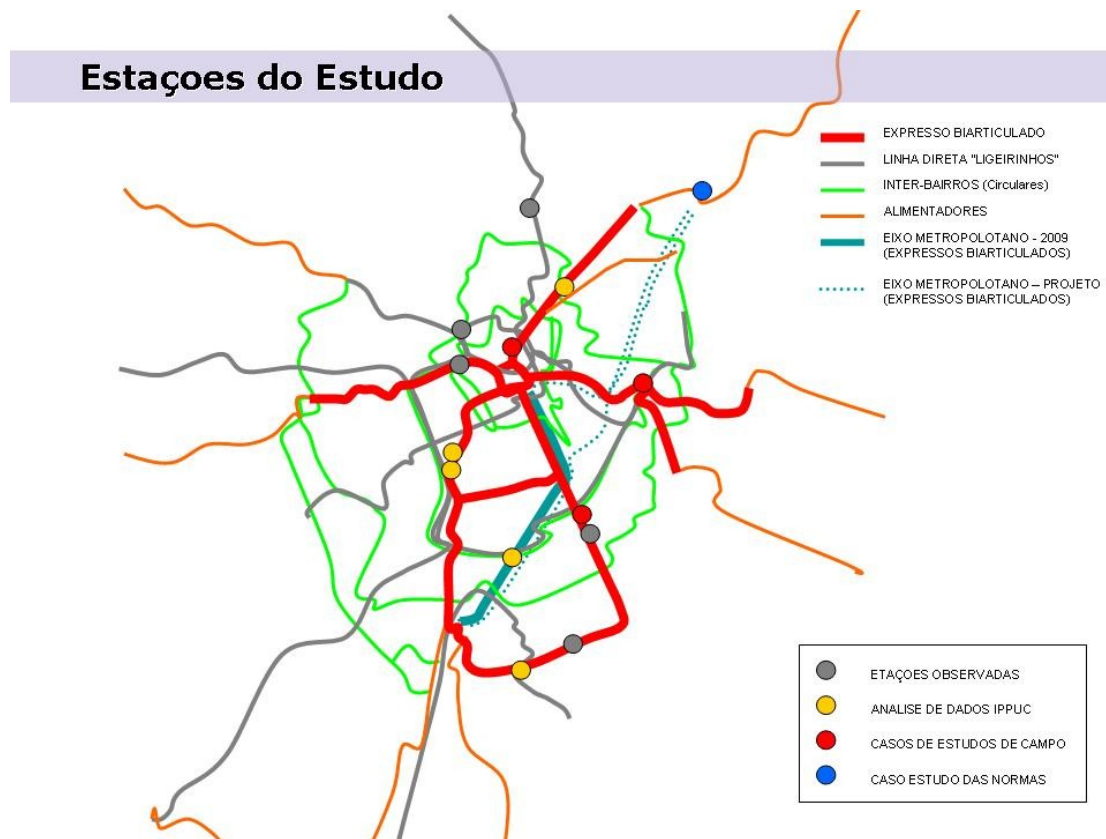 Estaçoes do Estudo
EXPRESSO BIARTICULADO
LINHA DIRETA "LIGEIRINHOS"
INTER-BAIRROS (Circulares)
ALIMENTADORES
EIXO METROPOLOTANO - 2009
(EXPRESSOS BIARTICULADOS)
EIXO METROPOLOTANO – PROJETO
(EXPRESSOS BIARTICULADOS)
ETAÇOES OBSERVADAS
ANALISE DE DADOS IPPUC
CASOS DE ESTUDOS DE CAMPO
CASO ESTUDO DAS NORMAS